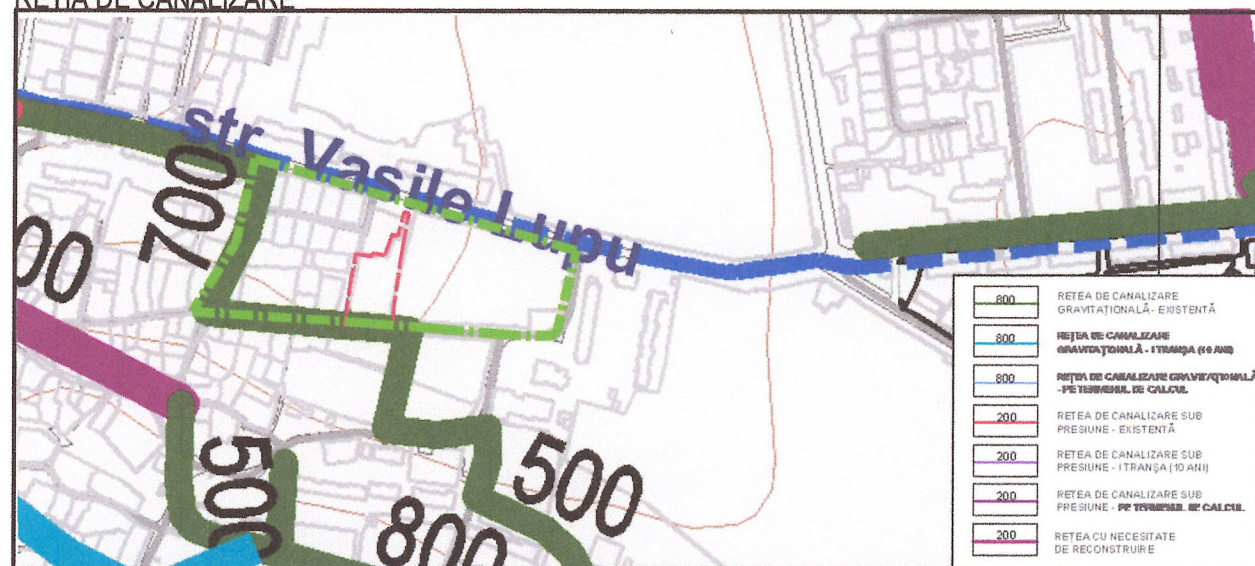 REȚIA DE CANALIZARE
str. Vasile Lupu
700
00
500
500
800
800 RETEA DE CANALIZARE
GRAVITAȚIONALĂ - EXISTENTĂ
800 REȚEA DE CANALIZARE
GRAVITAȚIONALĂ - I TRANȘA (10 ANI)
800 REȚEA DE CANALIZARE GRAVITAȚIONALĂ
- PE TERMENUL DE CALCUL
200 RETEA DE CANALIZARE SUB
PRESIUNE - EXISTENTĂ
200 RETEA DE CANALIZARE SUB
PRESIUNE - I TRANȘA (10 ANI)
200 RETEA DE CANALIZARE SUB
PRESIUNE - PE TERMENUL DE CALCUL
200 RETEA CU NECESITATE
DE RECONSTRUIRE